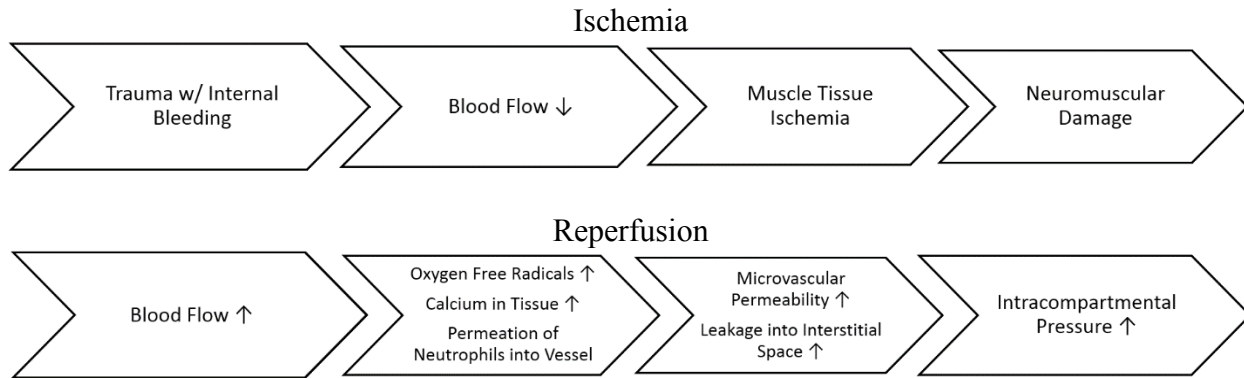 Ischemia
Trauma w/ Internal
Bleeding
Blood Flow ↓
Muscle Tissue
Ischemia
Neuromuscular
Damage
Reperfusion
Blood Flow ↑
Oxygen Free Radicals ↑
Calcium in Tissue ↑
Permeation of
Neutrophils into Vessel
Microvascular
Permeability ↑
Leakage into Interstitial
Space ↑
Intracompartmental
Pressure ↑